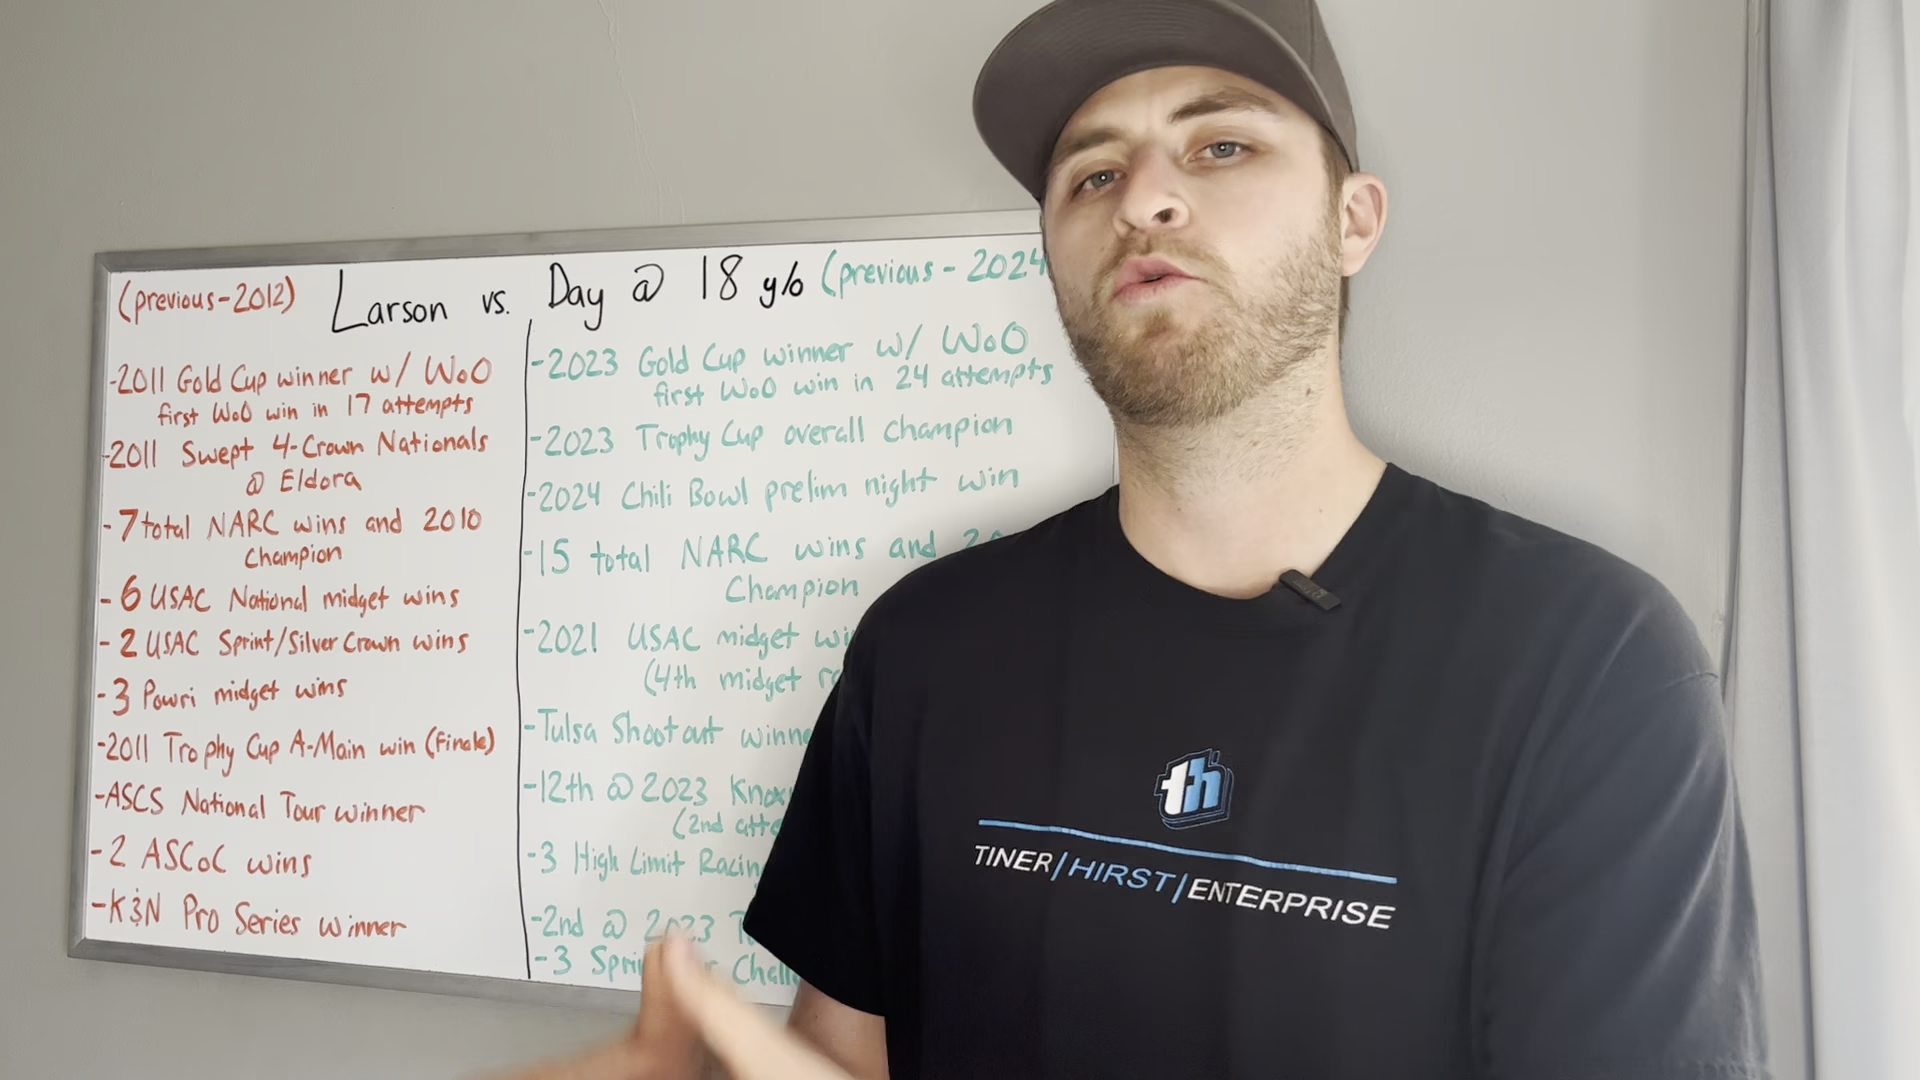 (previous-2012) Larson vs. Day @ 18 y/o (previous-2024
-2011 Gold Cup winner w/ WoO
first WoO win in 17 attempts
-2011 Swept 4-Crown Nationals
@ Eldora
-7 total NARC wins and 2010
Champion
-6 USAC National midget wins
-2 USAC Sprint/Silver Crown wins
-3 Powri midget wins
-2011 Trophy Cup A-Main win (Finale)
-ASCS National Tour winner
-2 ASCoC wins
-K&N Pro Series winner
-2023 Gold Cup winner w/ WoO
first WoO win in 24 attempts
-2023 Trophy Cup overall champion
-2024 Chili Bowl prelim night win
-15 total NARC wins and
Champion
-2021 USAC midget
(4th midget
-Tulsa Shootout
-12th @ 2023
(2nd
-3 High Limit Racing
-2nd @ 2023
-3
th
TINER/HIRST/ENTERPRISE